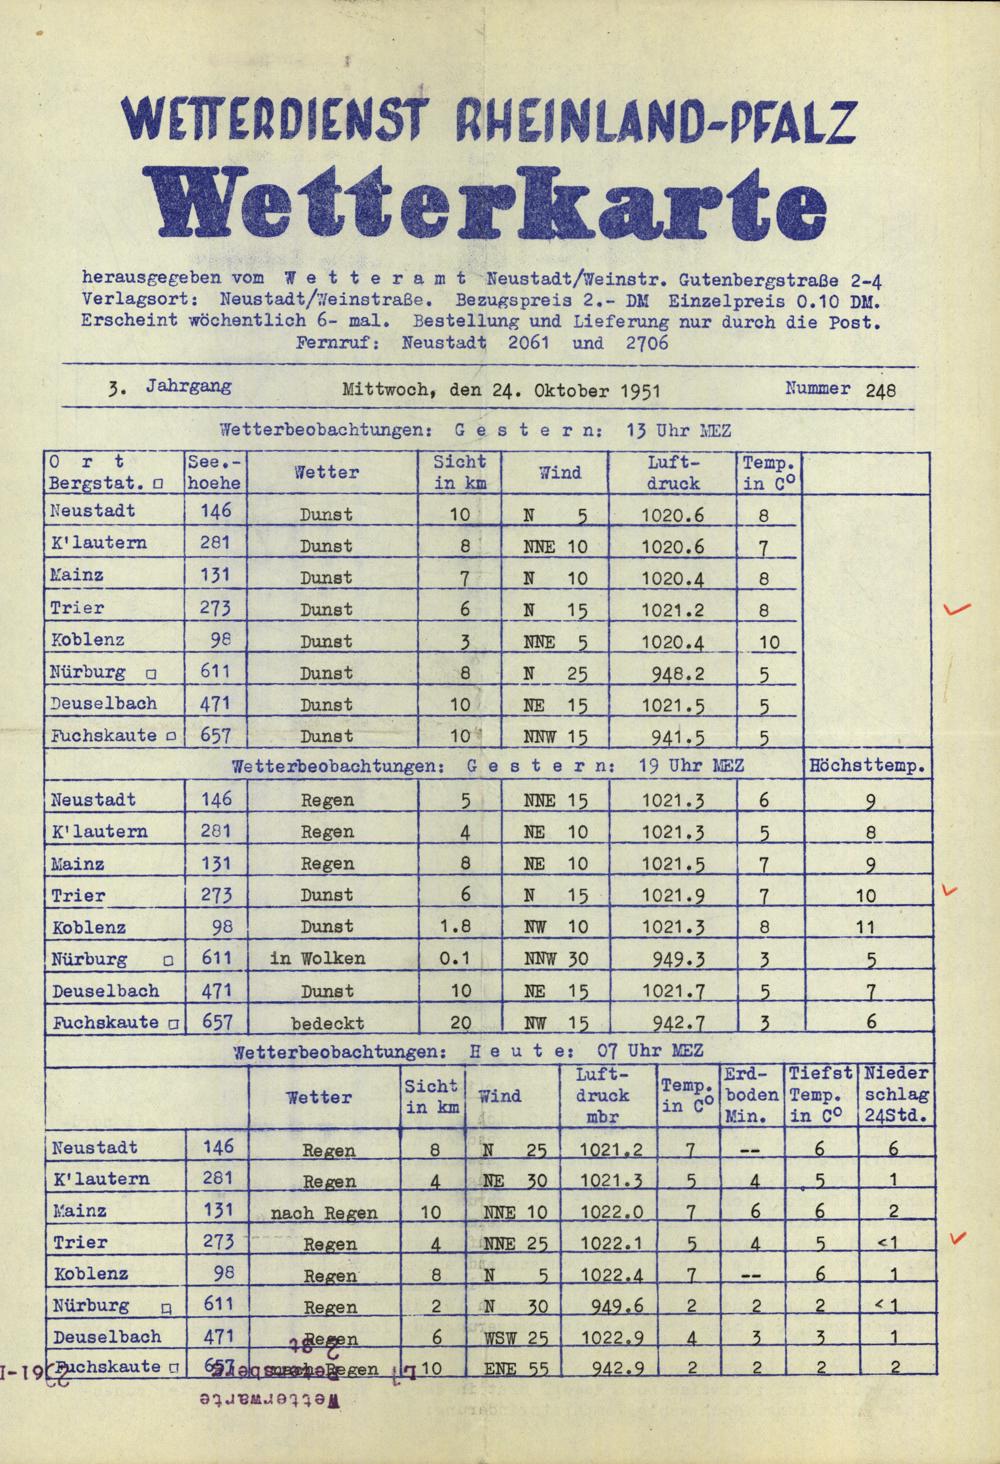 WETTERDIENST RHEINLAND-PFALZ
Wetterkarte
herausgegeben vom W e t t e r a m t Neustadt/Weinstr. Gutenbergstraße 2-4
Verlagsort: Neustadt/Weinstraße. Bezugspreis 2.- DM Einzelpreis 0.10 DM.
Erscheint wöchentlich 6- mal. Bestellung und Lieferung nur durch die Post.
Fernruf: Neustadt 2061 und 2706
3. Jahrgang Mittwoch, den 24. Oktober 1951 Nummer 248
Wetterbeobachtungen: G e s t e r n: 13 Uhr MEZ
O r t See.- Wetter Sicht Wind Luft- Temp.
Bergstat. □ hoehe in km druck in C°
Neustadt 146 Dunst 10 N 5 1020.6 8
K'lautern 281 Dunst 8 NNE 10 1020.6 7
Mainz 131 Dunst 7 N 10 1020.4 8
Trier 273 Dunst 6 N 15 1021.2 8
Koblenz 98 Dunst 3 NNE 5 1020.4 10
Nürburg □ 611 Dunst 8 N 25 948.2 5
Deuselbach 471 Dunst 10 NE 15 1021.5 5
Fuchskaute □ 657 Dunst 10 NNW 15 941.5 5
Wetterbeobachtungen: G e s t e r n: 19 Uhr MEZ Höchsttemp.
Neustadt 146 Regen 5 NNE 15 1021.3 6 9
K'lautern 281 Regen 4 NE 10 1021.3 5 8
Mainz 131 Regen 8 NE 10 1021.5 7 9
Trier 273 Dunst 6 N 15 1021.9 7 10
Koblenz 98 Dunst 1.8 NW 10 1021.3 8 11
Nürburg □ 611 in Wolken 0.1 NNW 30 949.3 3 5
Deuselbach 471 Dunst 10 NE 15 1021.7 5 7
Fuchskaute □ 657 bedeckt 20 NW 15 942.7 3 6
Wetterbeobachtungen: H e u t e: 07 Uhr MEZ
Wetter Sicht in km Wind Luft-druck mbr Temp. in C° Erd-boden Min. Tiefst Temp. in C° Nieder schlag 24Std.
Neustadt 146 Regen 8 N 25 1021.2 7 -- 6 6
K'lautern 281 Regen 4 NE 30 1021.3 5 4 5 1
Mainz 131 nach Regen 10 NNE 10 1022.0 7 6 6 2
Trier 273 Regen 4 NNE 25 1022.1 5 4 5 <1
Koblenz 98 Regen 8 N 5 1022.4 7 -- 6 1
Nürburg □ 611 Regen 2 N 30 949.6 2 2 2 <1
Deuselbach 471 Regen 6 WSW 25 1022.9 4 3 3 1
Fuchskaute □ 657 nach Regen 10 ENE 55 942.9 2 2 2 2
Wetterwarte